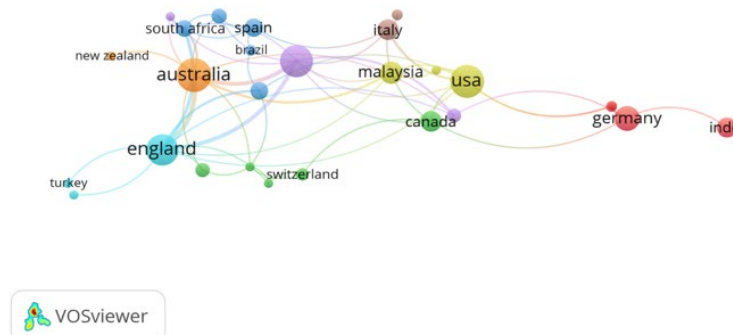 south africa
spain
italy
new zealand
brazil
australia
malaysia
usa
canada
germany
england
switzerland
turkey
VOSviewer